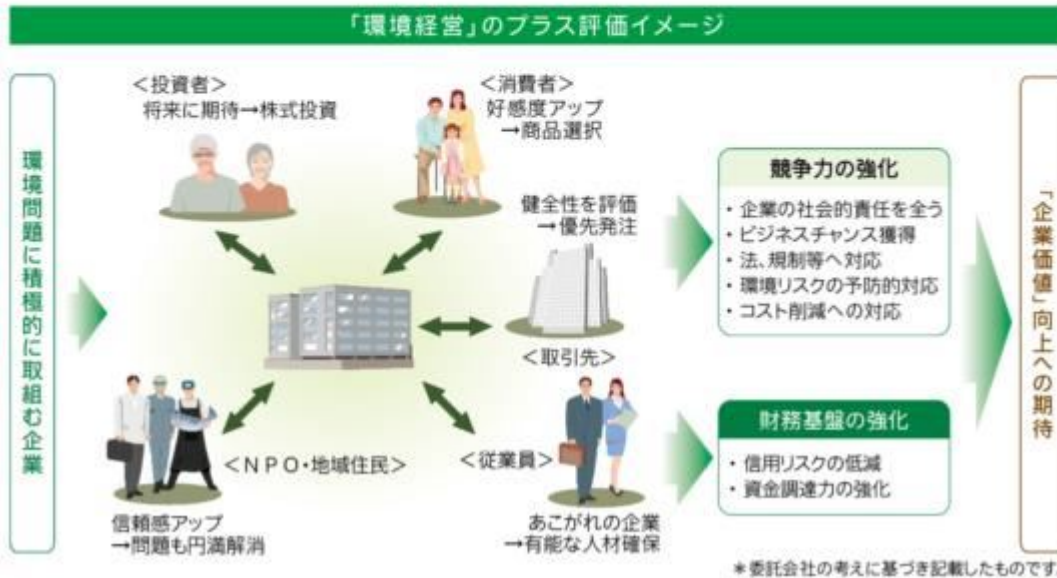 「環境経営」のプラス評価イメージ
環境問題に積極的に取組む企業
＜投資者＞
将来に期待→株式投資
＜消費者＞
好感度アップ
→商品選択
健全性を評価
→優先発注
＜取引先＞
＜NPO・地域住民＞
信頼感アップ
→問題も円満解消
＜従業員＞
あこがれの企業
→有能な人材確保
競争力の強化
・企業の社会的責任を全う
・ビジネスチャンス獲得
・法、規制等へ対応
・環境リスクの予防的対応
・コスト削減への対応
財務基盤の強化
・信用リスクの低減
・資金調達力の強化
「企業価値」向上への期待
＊委託会社の考えに基づき記載したものです